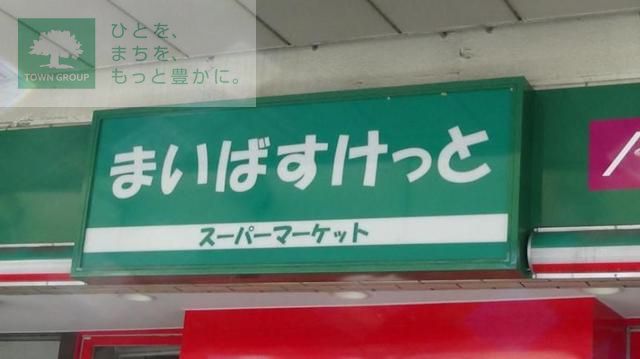 TOWN GROUP
ひとを、
まちを、
もっと豊かに。
まいばすけっと
スーパーマーケット